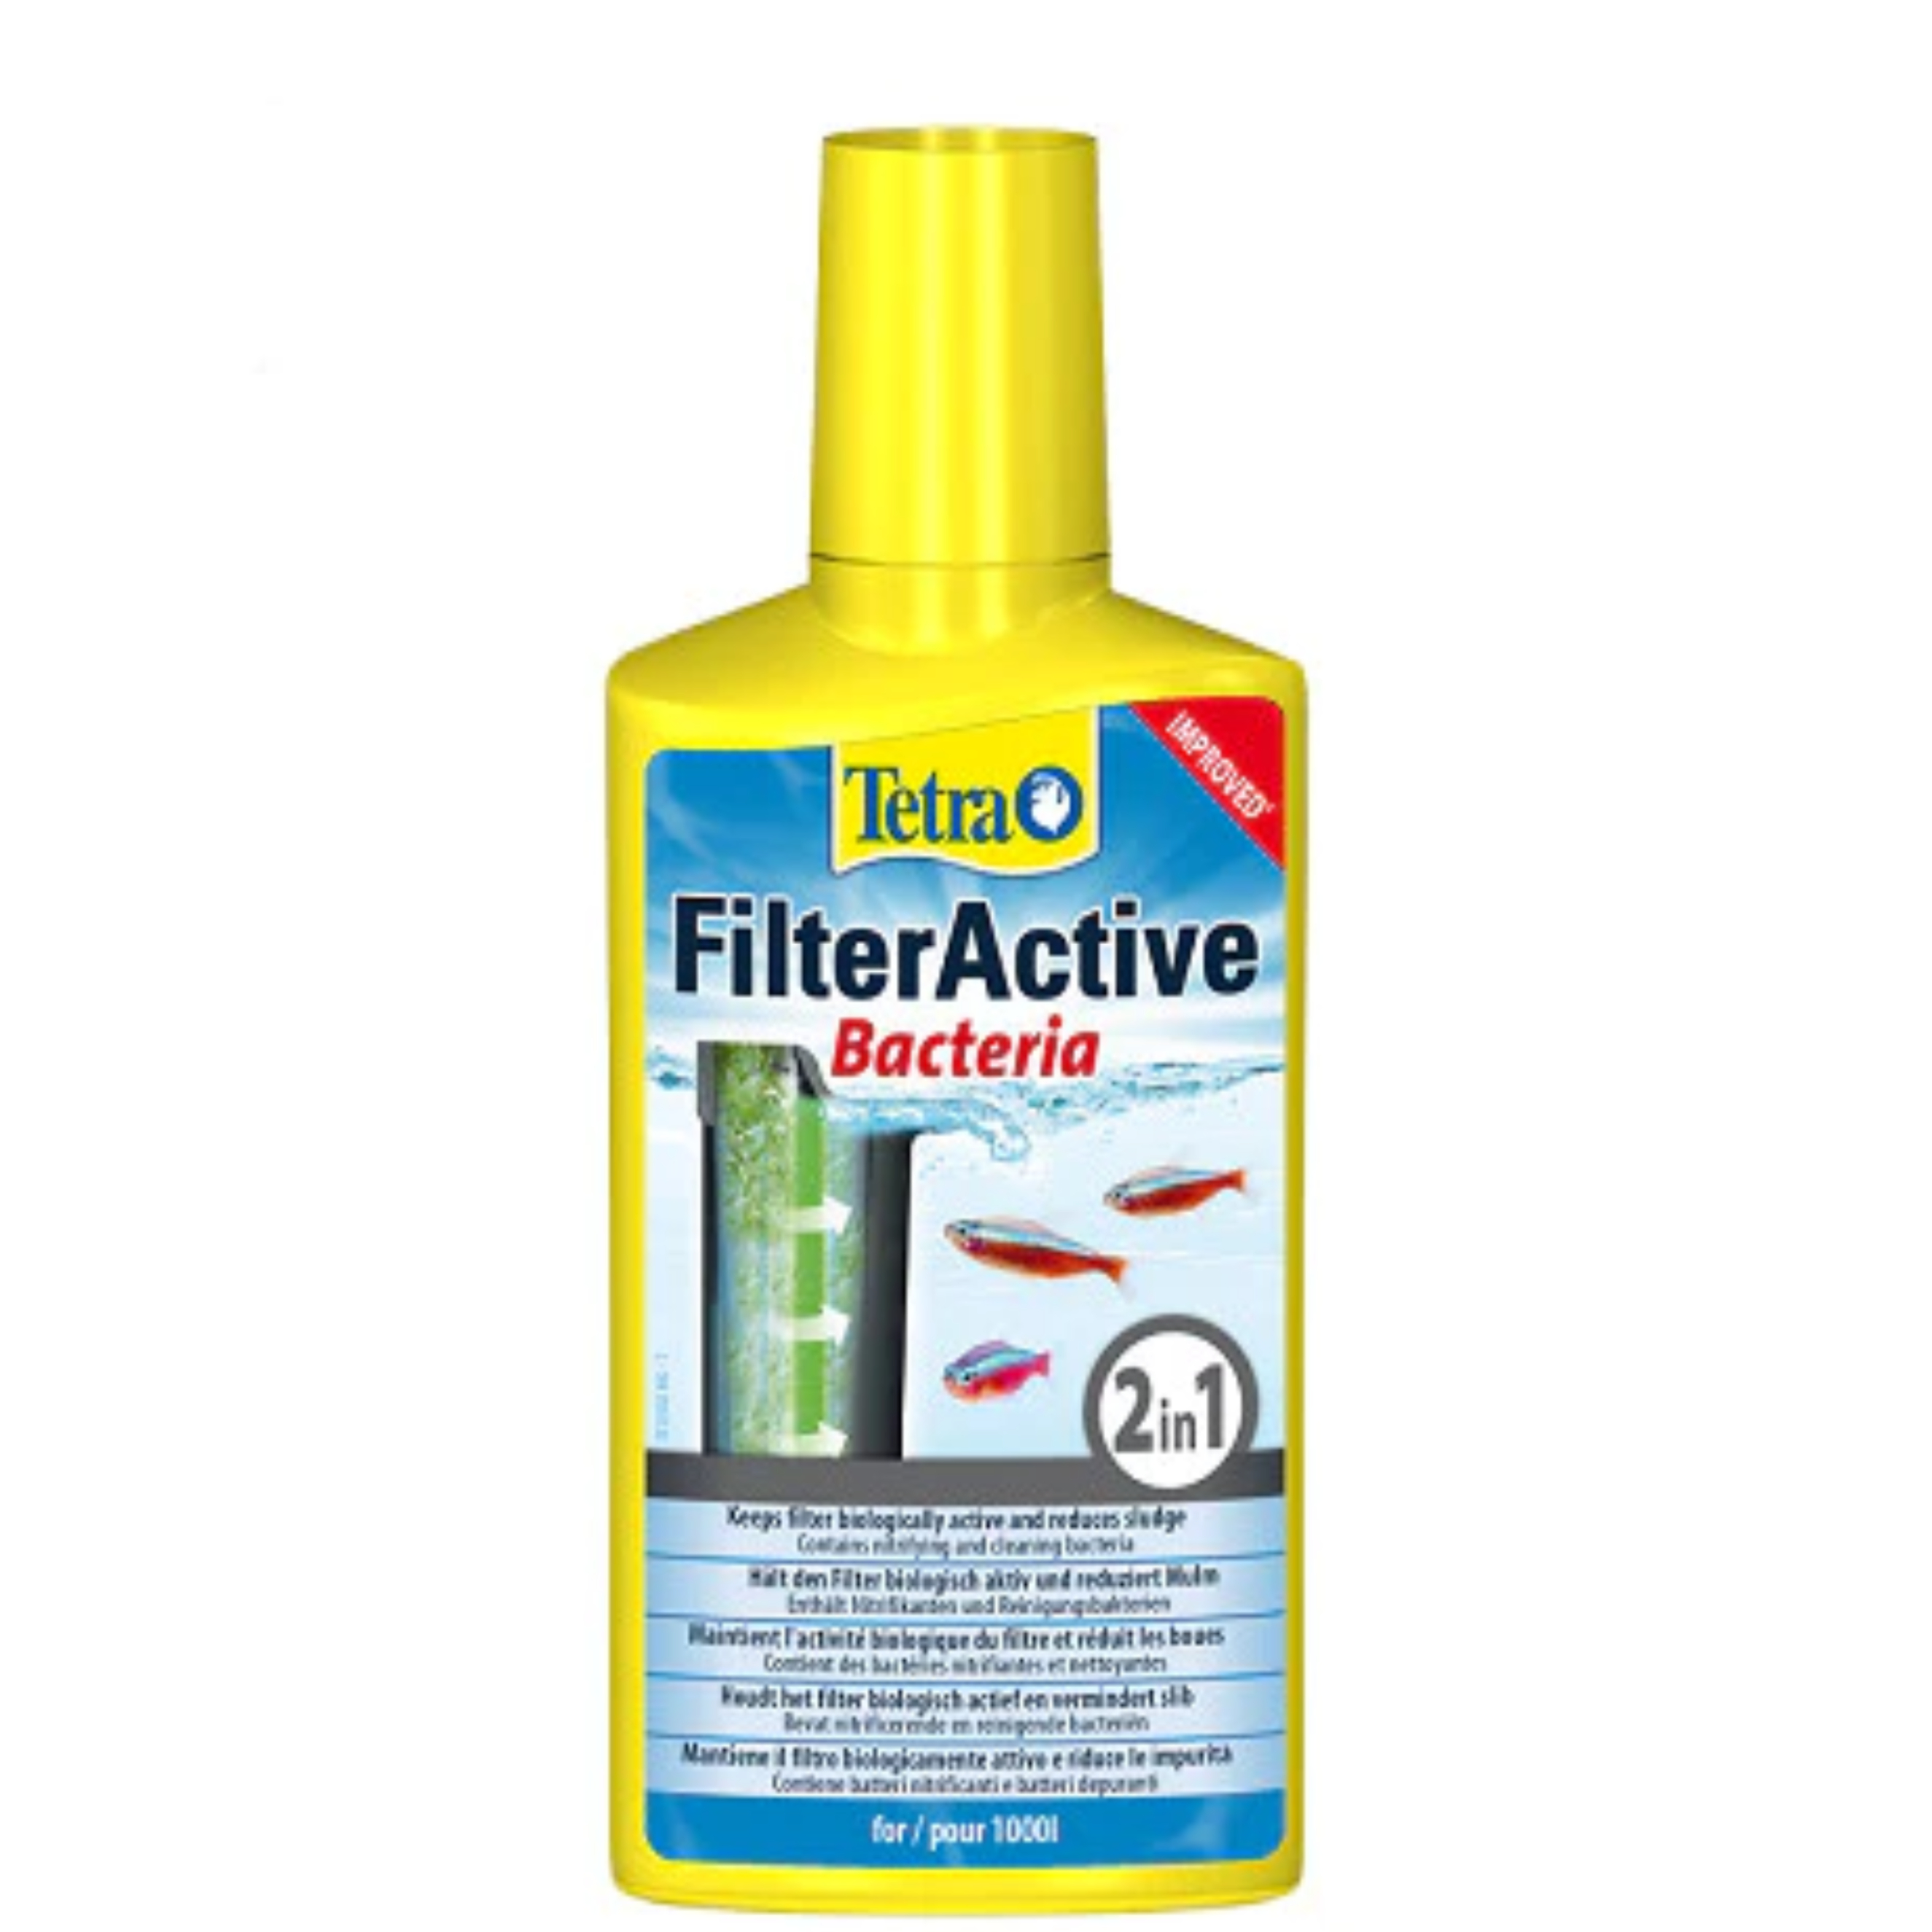 IMPROVED*
Tetra
FilterActive
Bacteria
2in1
Keeps filter biologically active and reduces sludge
Contains nitrifying and cleaning bacteria
Hält den Filter biologisch aktiv und reduziert Mulm
Enthält Nitrifikanten und Reinigungsbakterien
Maintient l'activité biologique du filtre et réduit les boues
Contient des bactéries nitrifiantes et nettoyantes
Houdt het filter biologisch actief en vermindert slib
Bevat nitrificerende en reinigende bacteriën
Mantiene il filtro biologicamente attivo e riduce le impurità
Contiene batteri nitrificanti e batteri depuranti
for / pour 1000l